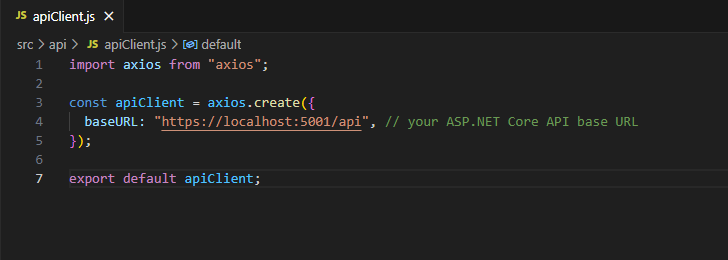 JS apiClient.js ×
src > api > JS apiClient.js > default
1 import axios from "axios";
2
3 const apiClient = axios.create({
4   baseURL: "https://localhost:5001/api", // your ASP.NET Core API base URL
5 });
6
7 export default apiClient;